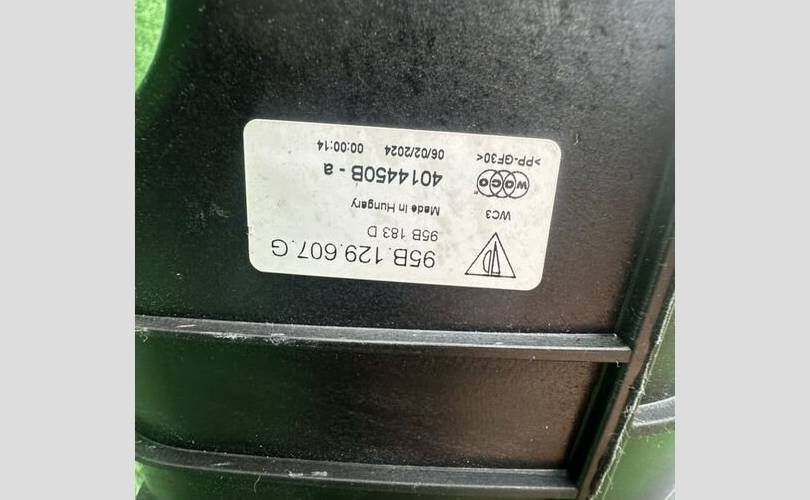 95B.129.607.G
95B 183 D
WC3
Made in Hungary
WOCO
4014450B - a
>PP-GF30<
06/02/2024 00:00:14